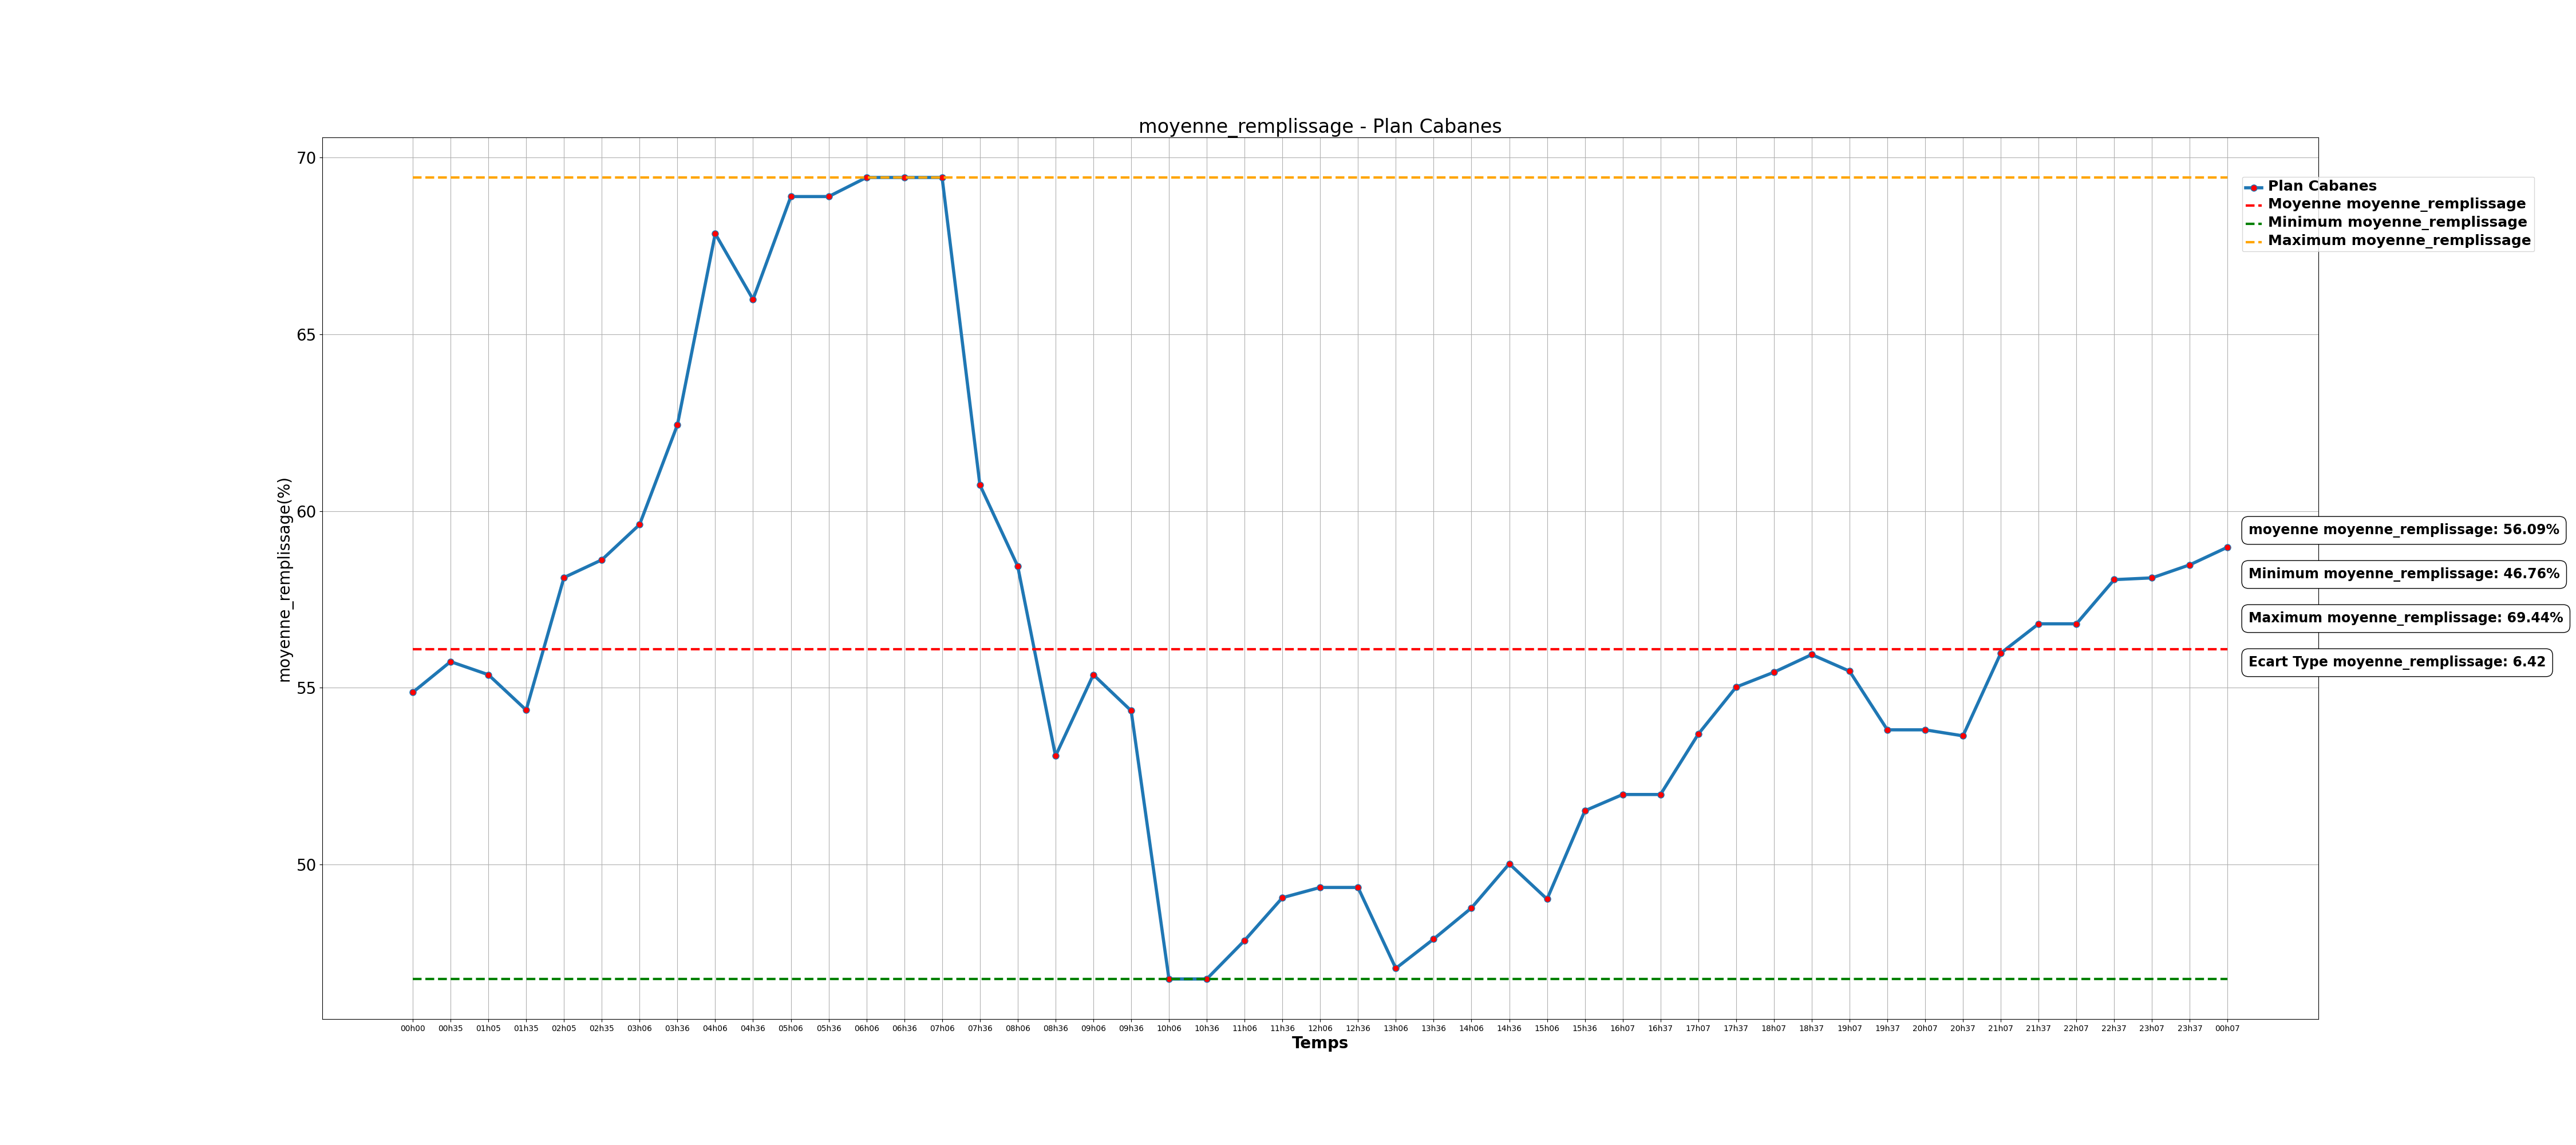 moyenne_remplissage - Plan Cabanes
70
65
60
55
50
moyenne_remplissage(%)
Plan Cabanes
Moyenne moyenne_remplissage
Minimum moyenne_remplissage
Maximum moyenne_remplissage
moyenne moyenne_remplissage: 56.09%
Minimum moyenne_remplissage: 46.76%
Maximum moyenne_remplissage: 69.44%
Ecart Type moyenne_remplissage: 6.42
00h00 00h35 01h05 01h35 02h05 02h35 03h06 03h36 04h06 04h36 05h06 05h36 06h06 06h36 07h06 07h36 08h06 08h36 09h06 09h36 10h06 10h36 11h06 11h36 12h06 12h36 13h06 13h36 14h06 14h36 15h06 15h36 16h07 16h37 17h07 17h37 18h07 18h37 19h07 19h37 20h07 20h37 21h07 21h37 22h07 22h37 23h07 23h37 00h07
Temps